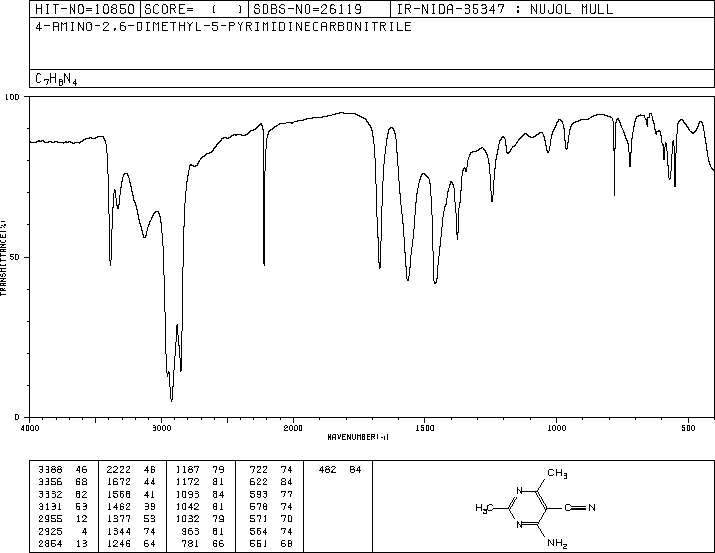 HIT-NO=10850 SCORE= ( ) SDBS-NO=26119 IR-NIDA-35347 : NUJOL MULL
4-AMINO-2,6-DIMETHYL-5-PYRIMIDINECARBONITRILE
C7H8N4
100
50
0
TRANSMITTANCE(%)
4000 3000 2000 1500 1000 500
WAVENUMBER(-1)
3388 46 2222 46 1187 79 722 74 482 84
3356 68 1672 44 1172 81 622 84
3332 62 1568 41 1093 84 593 77
3131 53 1462 39 1042 81 578 74
2955 12 1377 53 1032 79 571 70
2925 4 1344 74 963 81 564 74
2854 13 1246 64 781 66 551 68
CH3
N
H3C
C N
N
NH2